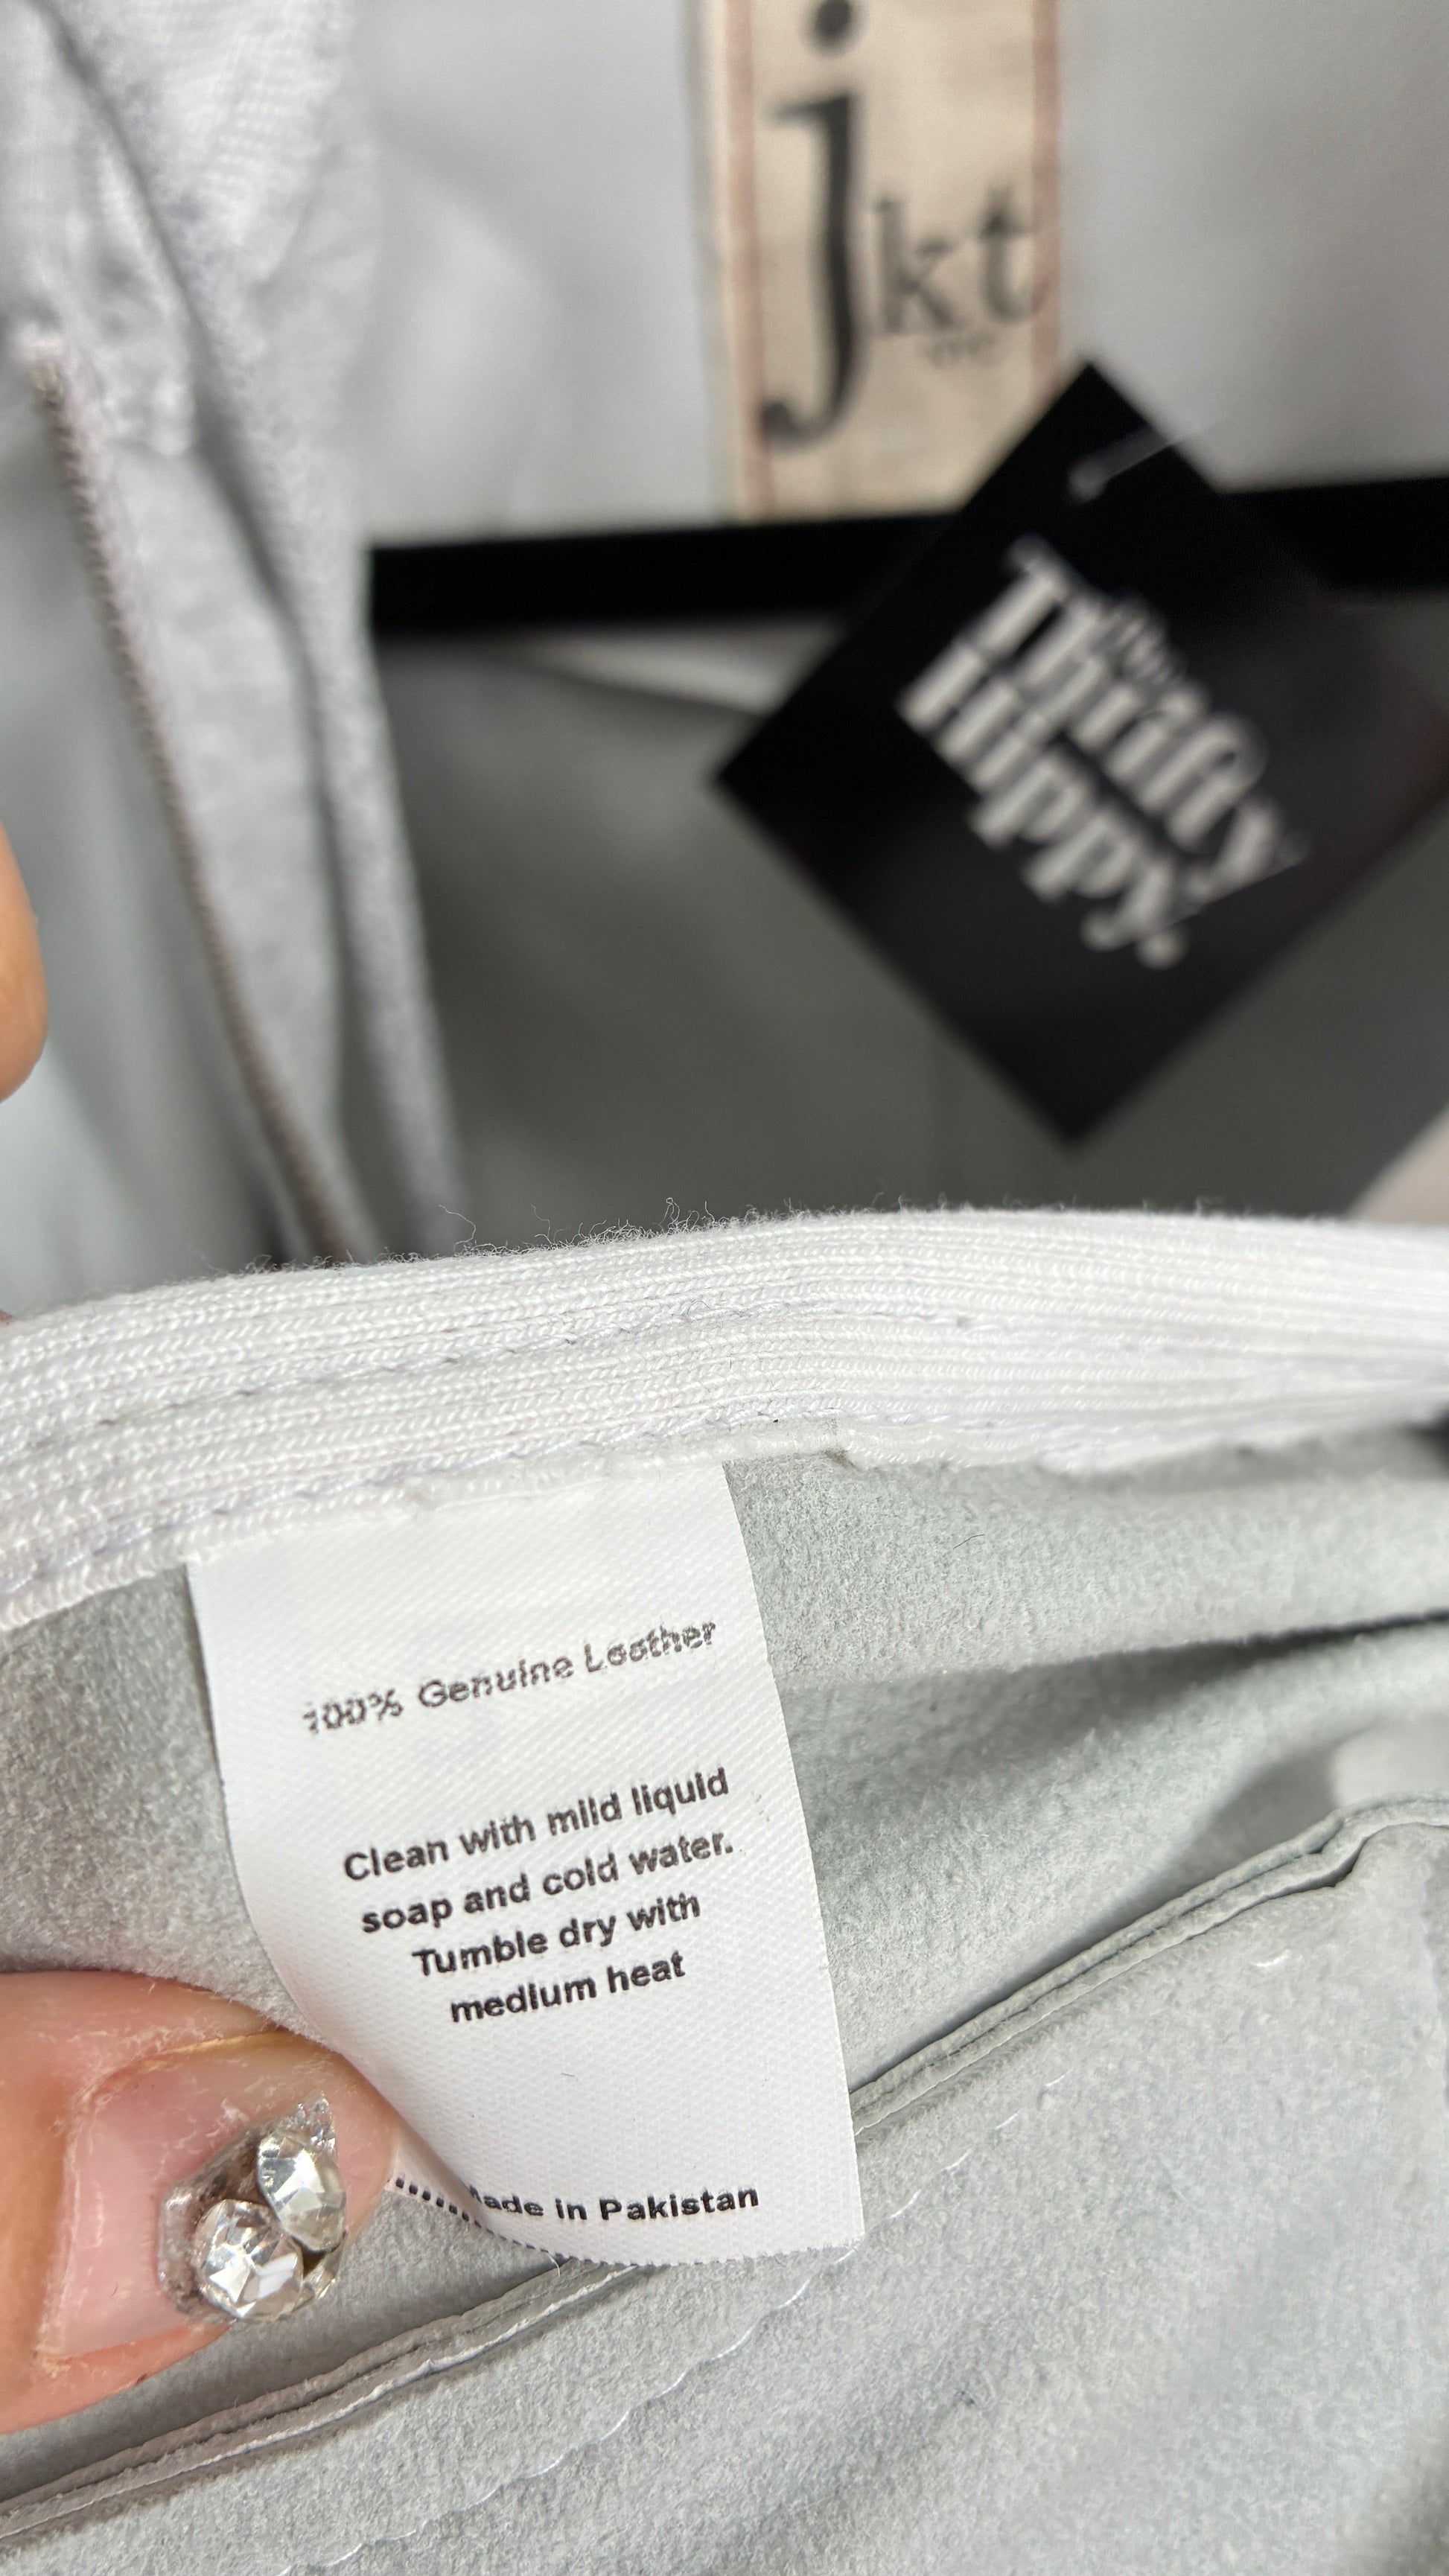 jkt
The
Thrifty
Hippy.
100% Genuine Leather
Clean with mild liquid
soap and cold water.
Tumble dry with
medium heat
Made in Pakistan